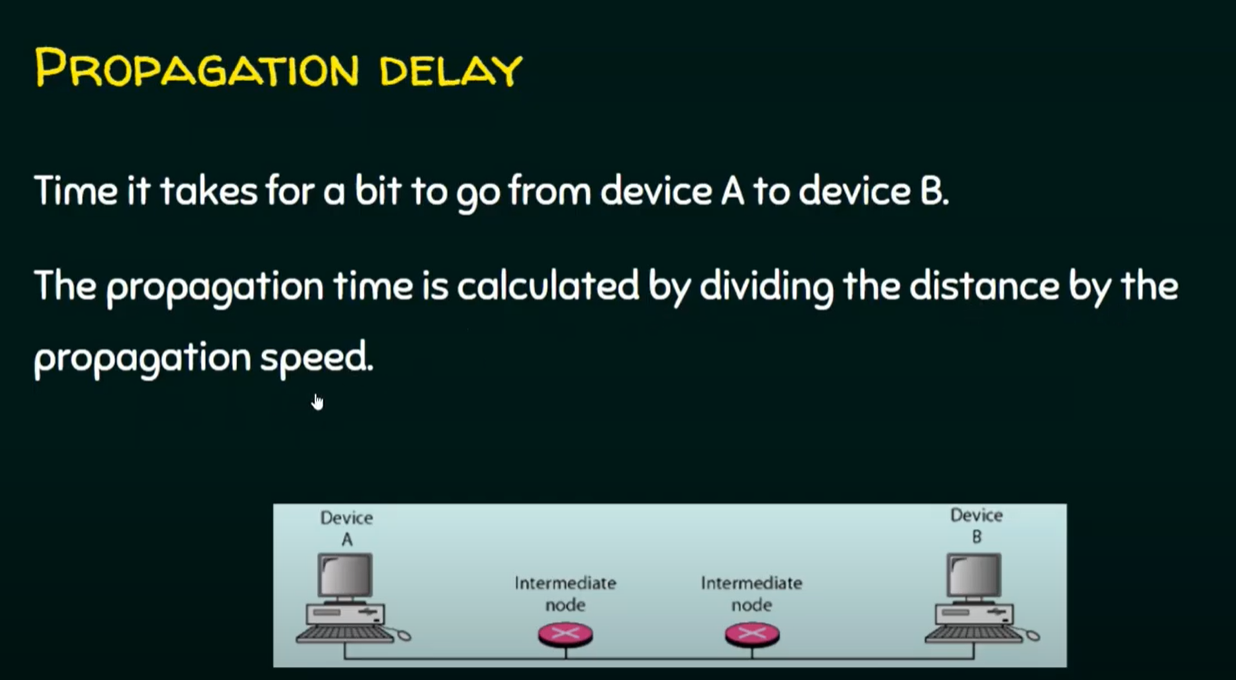 PROPAGATION DELAY
Time it takes for a bit to go from device A to device B.
The propagation time is calculated by dividing the distance by the
propagation speed.
Device
A
Intermediate
node
Intermediate
node
Device
B